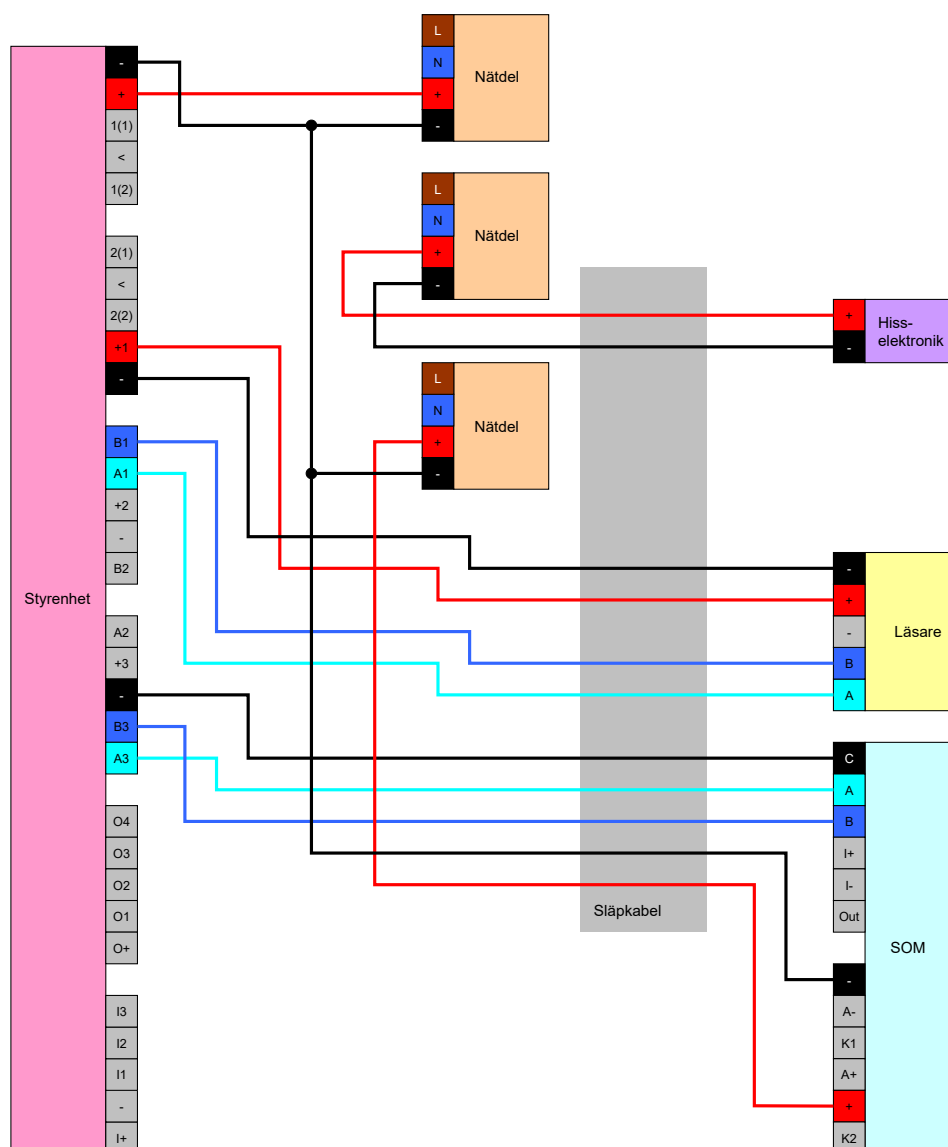 Styrenhet
-
+
1(1)
<
1(2)
2(1)
<
2(2)
+1
-
B1
A1
+2
-
B2
A2
+3
-
B3
A3
O4
O3
O2
O1
O+
I3
I2
I1
-
I+
L
N
+
-
Nätdel
L
N
+
-
Nätdel
L
N
+
-
Nätdel
Släpkabel
+
-
Hiss-
elektronik
-
+
-
B
A
Läsare
C
A
B
I+
I-
Out
-
A-
K1
A+
+
K2
SOM